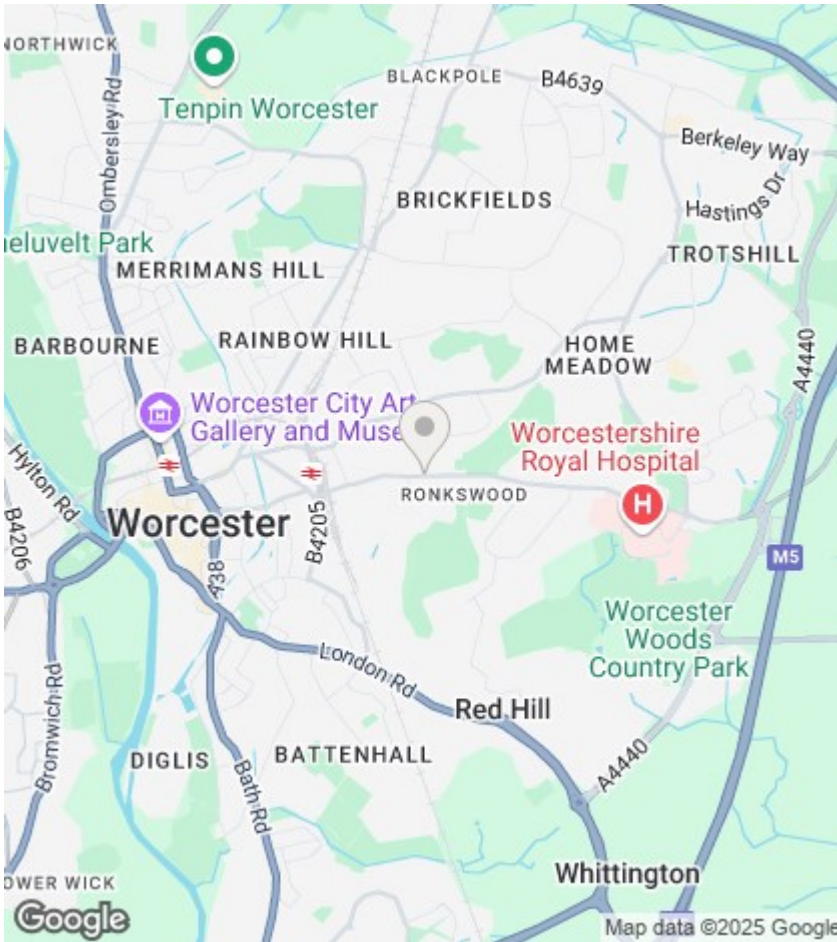 NORTHWICK
BLACKPOLE
B4639
Tenpin Worcester
Ombersley Rd
Berkeley Way
BRICKFIELDS
Hastings Dr
heluvelt Park
TROTSHILL
MERRIMANS HILL
BARBOURNE
RAINBOW HILL
HOME
MEADOW
A4440
Worcester City Art
Gallery and Muse
Worcestershire
Royal Hospital
Hylton Rd
RONKSWOOD
H
Worcester
B4206
B4205
A38
M5
Worcester
Woods
Country Park
London Rd
Red Hill
Bromwich Rd
DIGLIS
BATTENHALL
Bath Rd
A4440
Whittington
OWER WICK
Google
Map data ©2025 Google